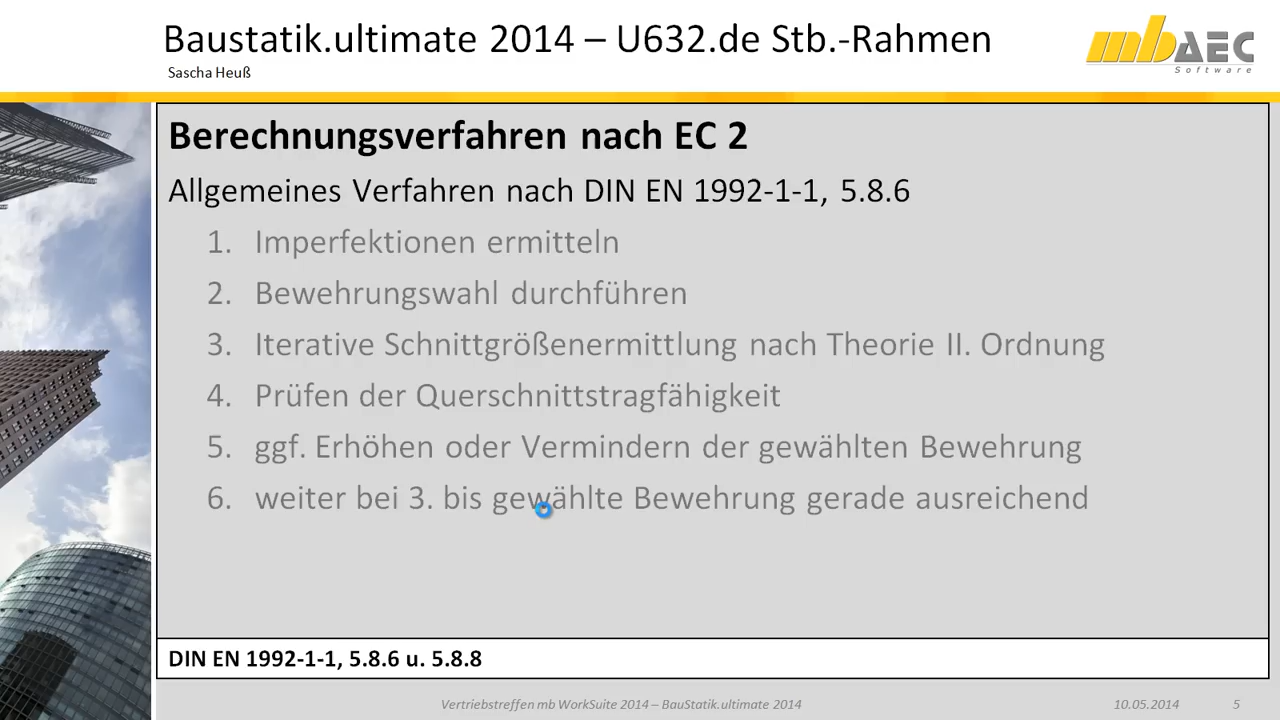 Baustatik.ultimate 2014 – U632.de Stb.-Rahmen
Sascha Heuß
mb AEC
Software
Berechnungsverfahren nach EC 2
Allgemeines Verfahren nach DIN EN 1992-1-1, 5.8.6
1. Imperfektionen ermitteln
2. Bewehrungswahl durchführen
3. Iterative Schnittgrößenermittlung nach Theorie II. Ordnung
4. Prüfen der Querschnittstragfähigkeit
5. ggf. Erhöhen oder Vermindern der gewählten Bewehrung
6. weiter bei 3. bis gewählte Bewehrung gerade ausreichend
DIN EN 1992-1-1, 5.8.6 u. 5.8.8
Vertriebstreffen mb WorkSuite 2014 – BauStatik.ultimate 2014 10.05.2014 5